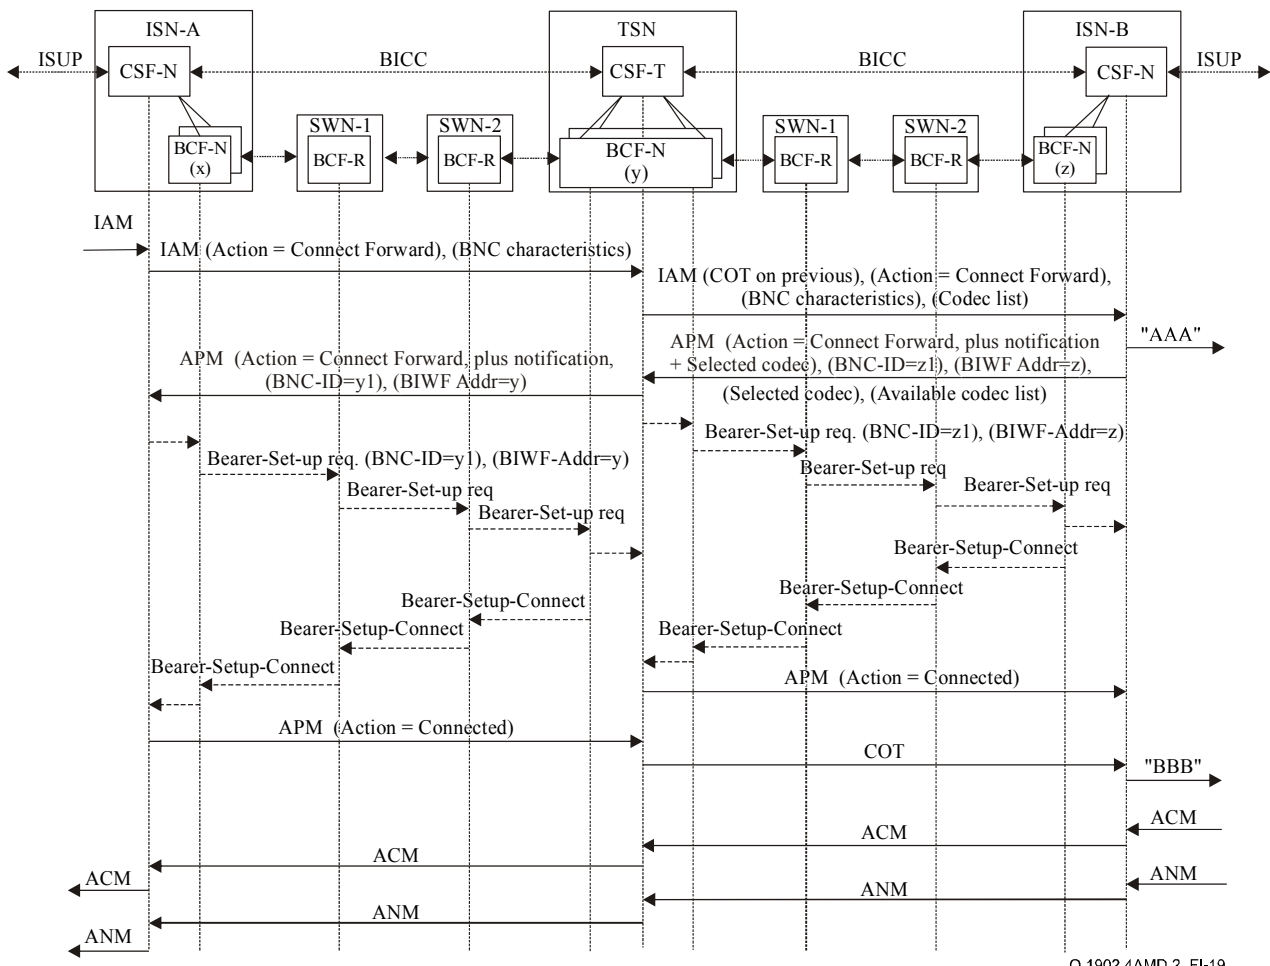 ISN-A
TSN
ISN-B
ISUP
CSF-N
BICC
CSF-T
BICC
CSF-N
ISUP
SWN-1
SWN-2
SWN-1
SWN-2
BCF-N
(x)
BCF-R
BCF-R
BCF-N
(y)
BCF-R
BCF-R
BCF-N
(z)
IAM
IAM (Action = Connect Forward), (BNC characteristics)
IAM (COT on previous), (Action = Connect Forward),
(BNC characteristics), (Codec list)
"AAA"
APM (Action = Connect Forward, plus notification,
(BNC-ID=y1), (BIWF Addr=y)
APM (Action = Connect Forward, plus notification
+ Selected codec), (BNC-ID=z1), (BIWF Addr=z),
(Selected codec), (Available codec list)
Bearer-Set-up req. (BNC-ID=z1), (BIWF-Addr=z)
Bearer-Set-up req. (BNC-ID=y1), (BIWF-Addr=y)
Bearer-Set-up req
Bearer-Set-up req
Bearer-Set-up req
Bearer-Set-up req
Bearer-Setup-Connect
Bearer-Setup-Connect
Bearer-Setup-Connect
Bearer-Setup-Connect
Bearer-Setup-Connect
Bearer-Setup-Connect
APM (Action = Connected)
APM (Action = Connected)
COT
"BBB"
ACM
ACM
ACM
ACM
ANM
ANM
ANM
ANM